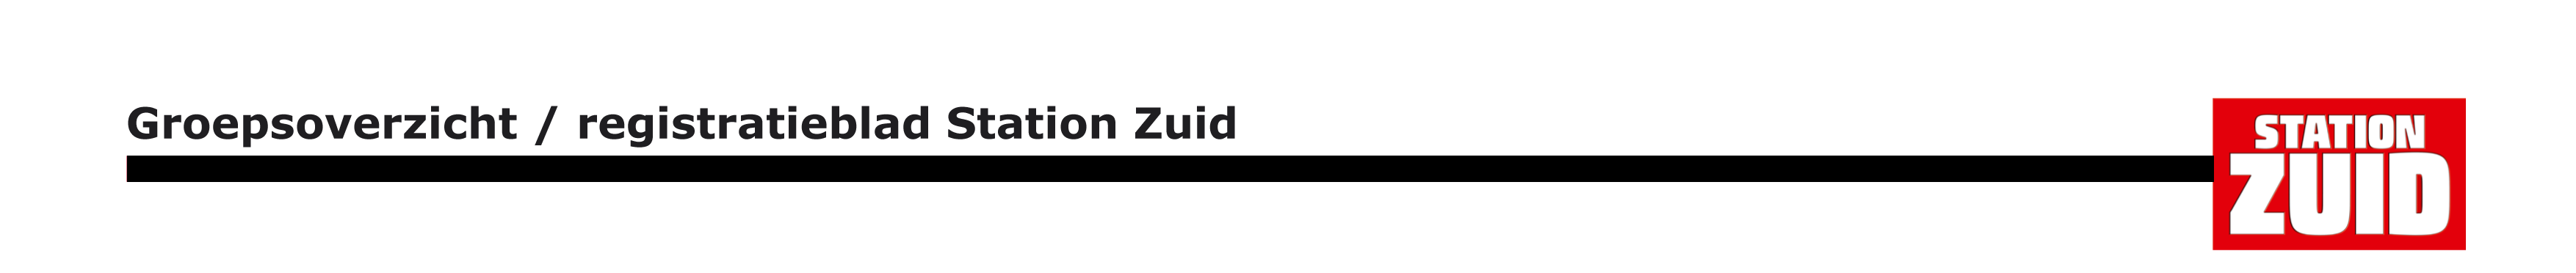 Groepsoverzicht / registratieblad Station Zuid
STATION
ZUID